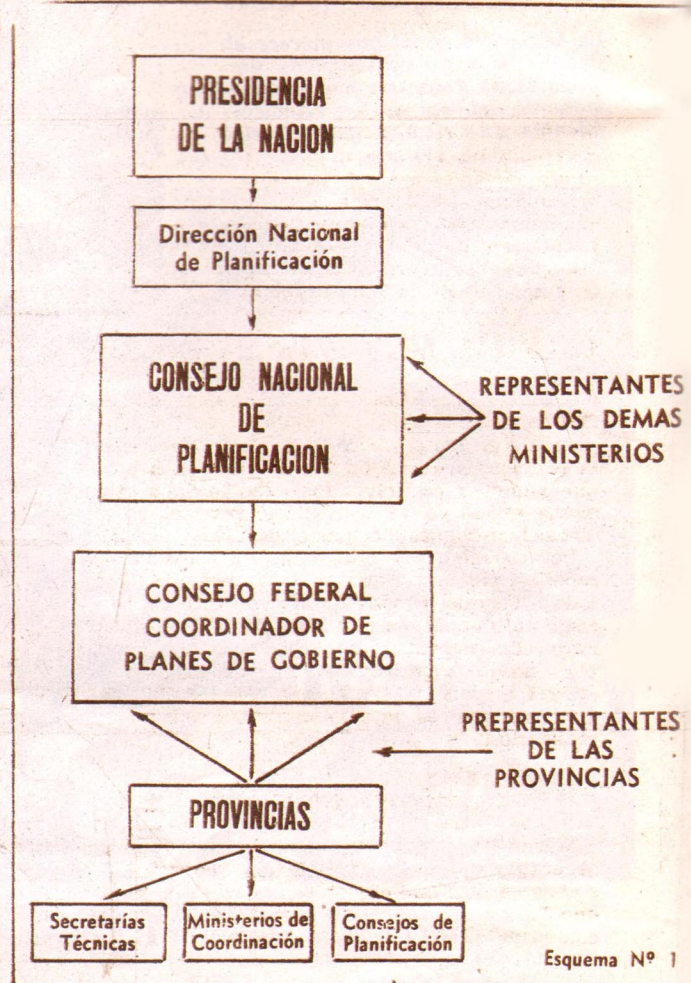 PRESIDENCIA
DE LA NACION
Dirección Nacional
de Planificación
CONSEJO NACIONAL
DE
PLANIFICACION
REPRESENTANTES
DE LOS DEMAS
MINISTERIOS
CONSEJO FEDERAL
COORDINADOR DE
PLANES DE GOBIERNO
PREPRESENTANTES
DE LAS
PROVINCIAS
PROVINCIAS
Secretarías
Técnicas
Ministerios de
Coordinación
Consejos de
Planificación
Esquema Nº 1